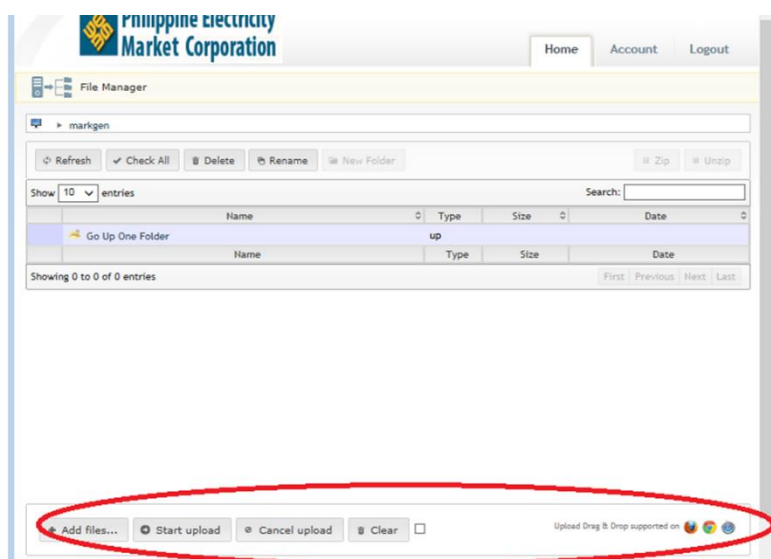 Philippine Electricity
Market Corporation
Home Account Logout
File Manager
markgen
Refresh Check All Delete Rename New Folder Zip Unzip
Show 10 entries Search:
Name Type Size Date
Go Up One Folder up
Name Type Size Date
Showing 0 to 0 of 0 entries First Previous Next Last
Add files... Start upload Cancel upload Clear Upload Drag & Drop supported on